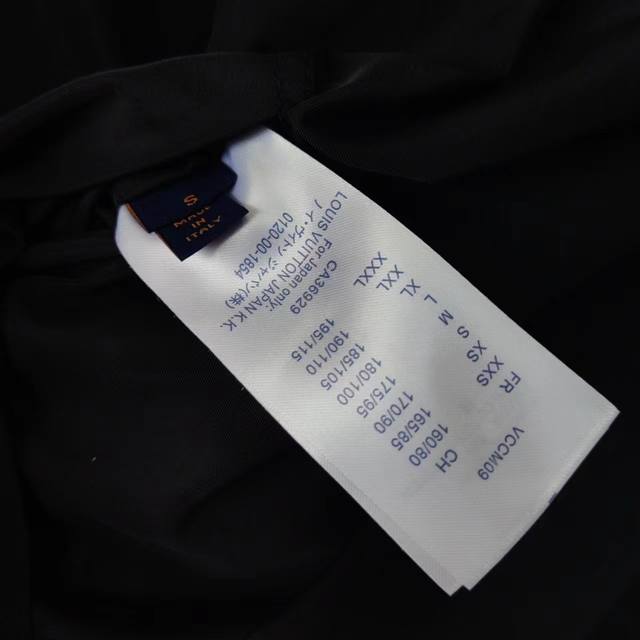 S
MADE
IN
ITALY
VCCM09
FR CH
XXS 160/80
XS 165/85
S 170/90
M 175/95
L 180/100
XL 185/105
XXL 190/110
XXXL 195/115
CA36929
For Japan only:
LOUIS VUITTON JAPAN K.K.
ルイ・ヴィトン ジャパン(株)
0120-00-1854